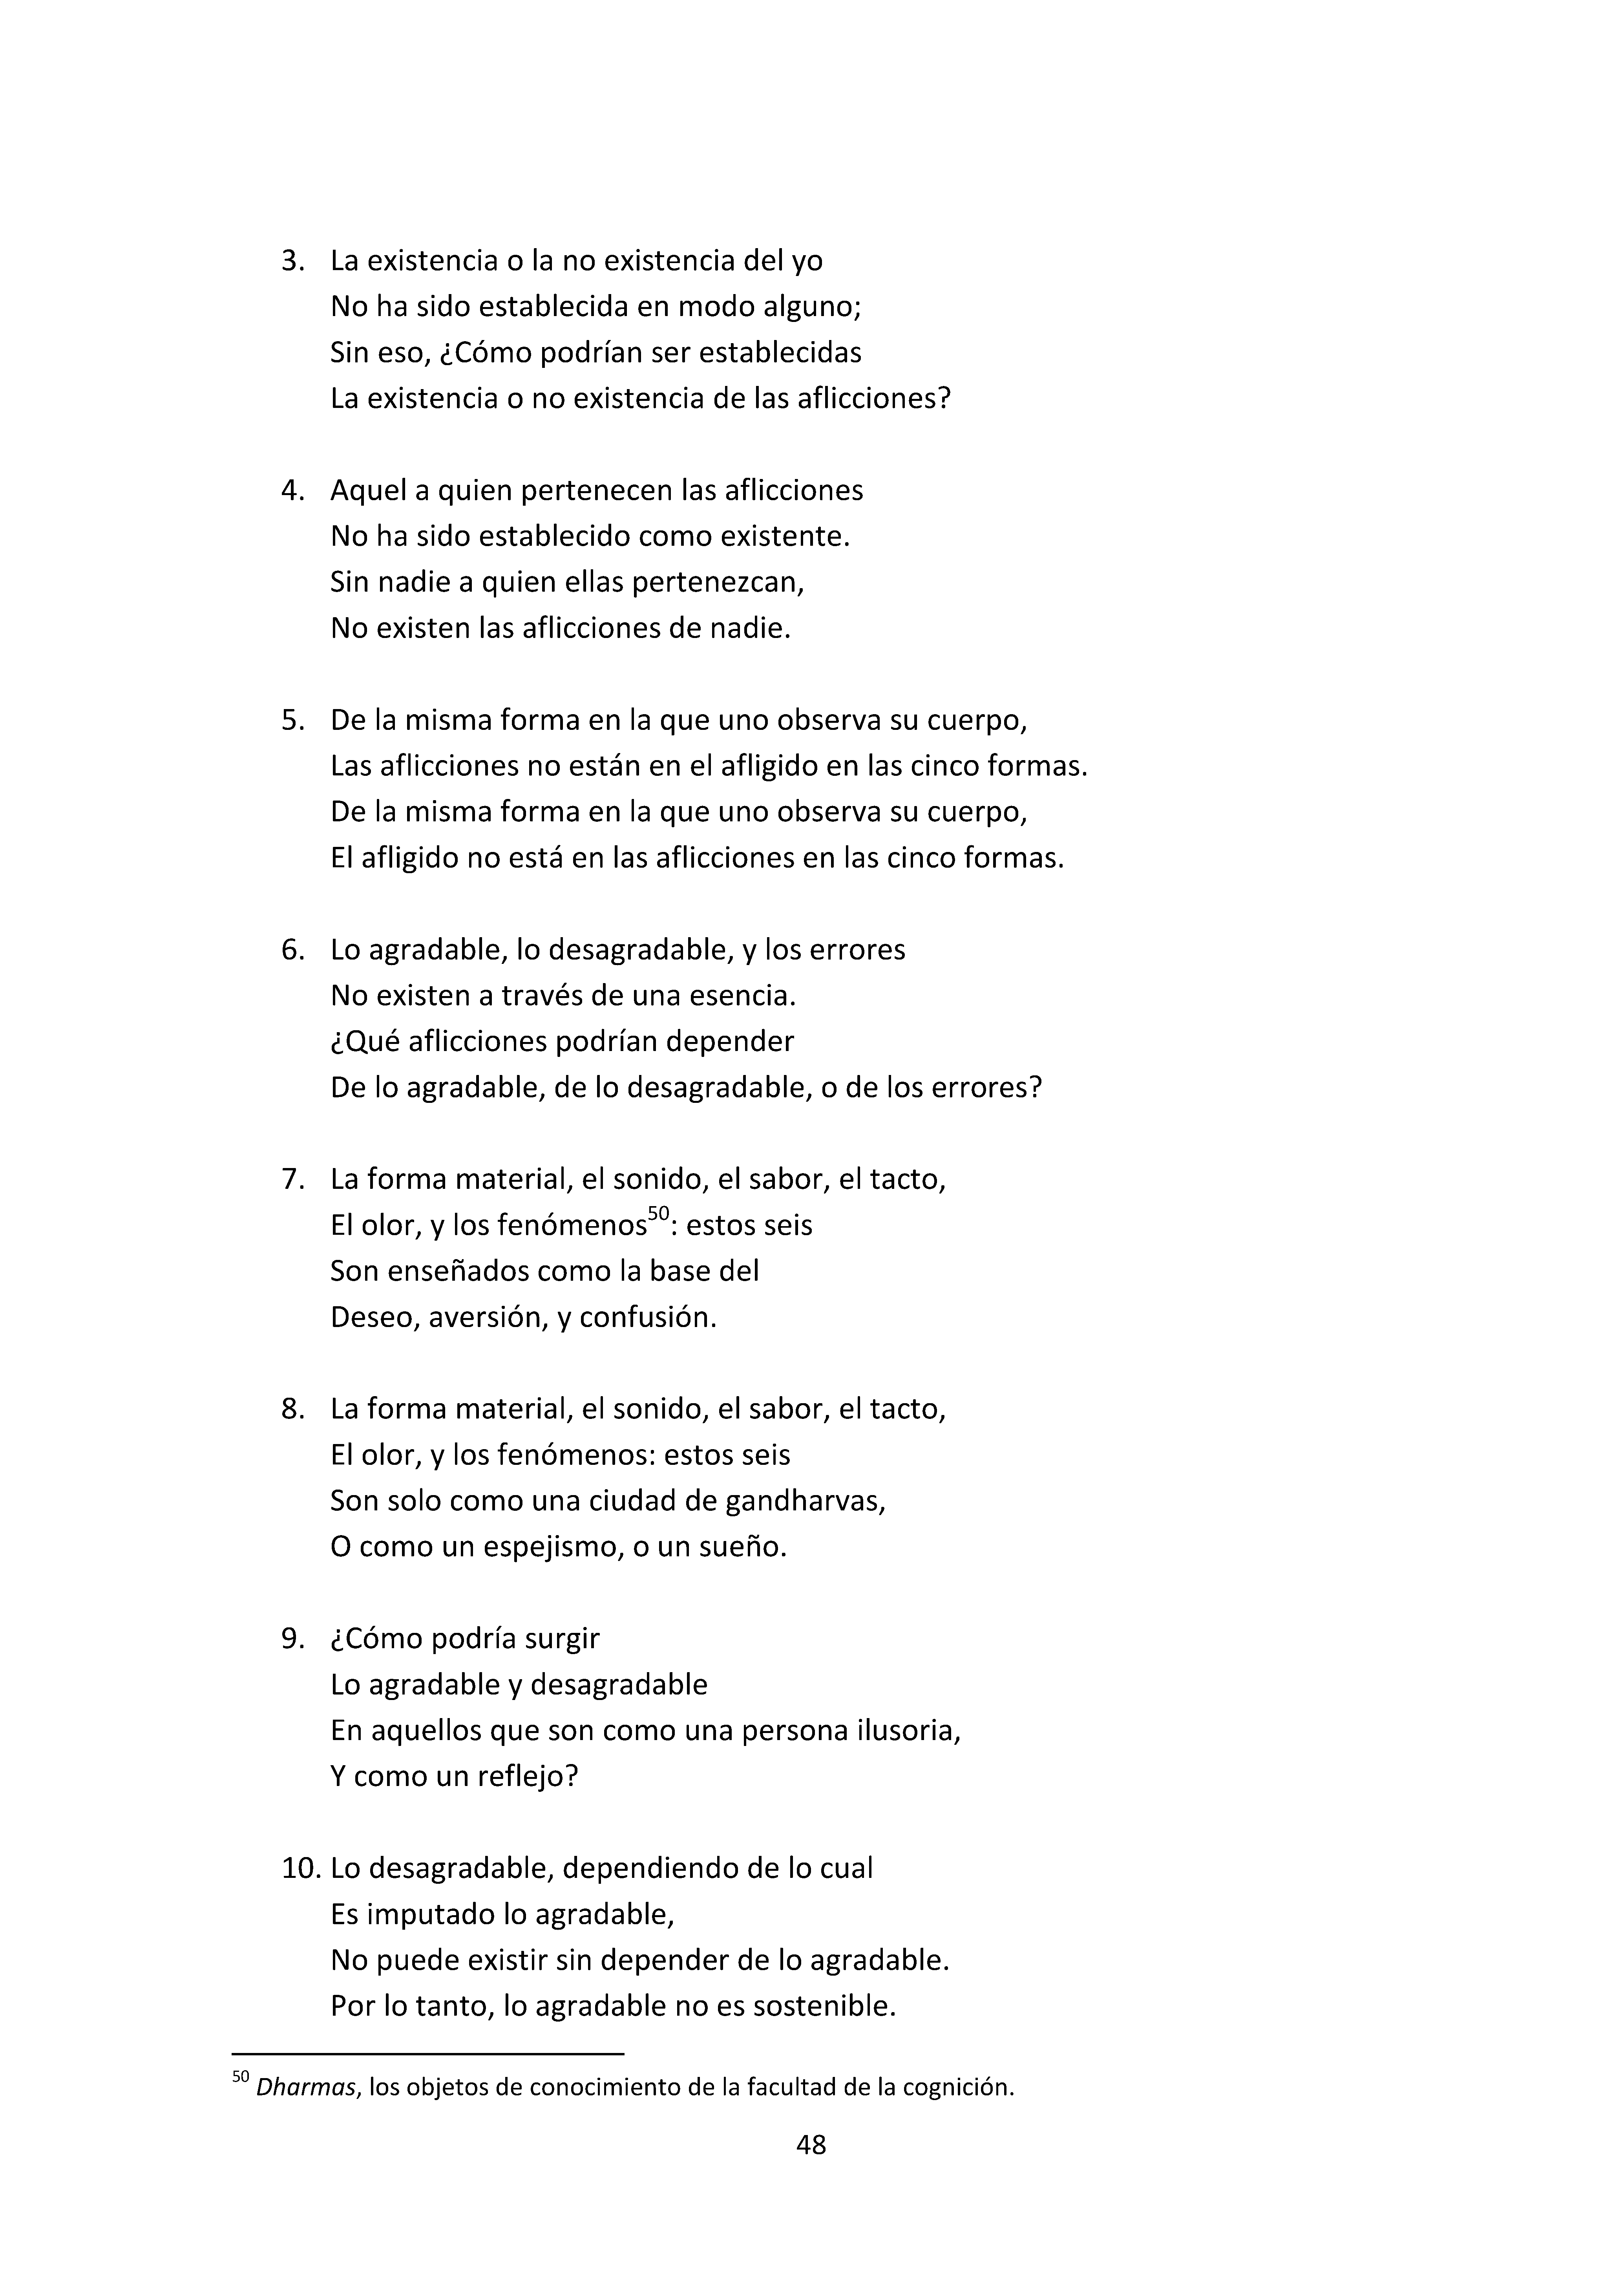 3. La existencia o la no existencia del yo
No ha sido establecida en modo alguno;
Sin eso, ¿Cómo podrían ser establecidas
La existencia o no existencia de las aflicciones?
4. Aquel a quien pertenecen las aflicciones
No ha sido establecido como existente.
Sin nadie a quien ellas pertenezcan,
No existen las aflicciones de nadie.
5. De la misma forma en la que uno observa su cuerpo,
Las aflicciones no están en el afligido en las cinco formas.
De la misma forma en la que uno observa su cuerpo,
El afligido no está en las aflicciones en las cinco formas.
6. Lo agradable, lo desagradable, y los errores
No existen a través de una esencia.
¿Qué aflicciones podrían depender
De lo agradable, de lo desagradable, o de los errores?
7. La forma material, el sonido, el sabor, el tacto,
El olor, y los fenómenos50: estos seis
Son enseñados como la base del
Deseo, aversión, y confusión.
8. La forma material, el sonido, el sabor, el tacto,
El olor, y los fenómenos: estos seis
Son solo como una ciudad de gandharvas,
O como un espejismo, o un sueño.
9. ¿Cómo podría surgir
Lo agradable y desagradable
En aquellos que son como una persona ilusoria,
Y como un reflejo?
10. Lo desagradable, dependiendo de lo cual
Es imputado lo agradable,
No puede existir sin depender de lo agradable.
Por lo tanto, lo agradable no es sostenible.
50 Dharmas, los objetos de conocimiento de la facultad de la cognición.
48